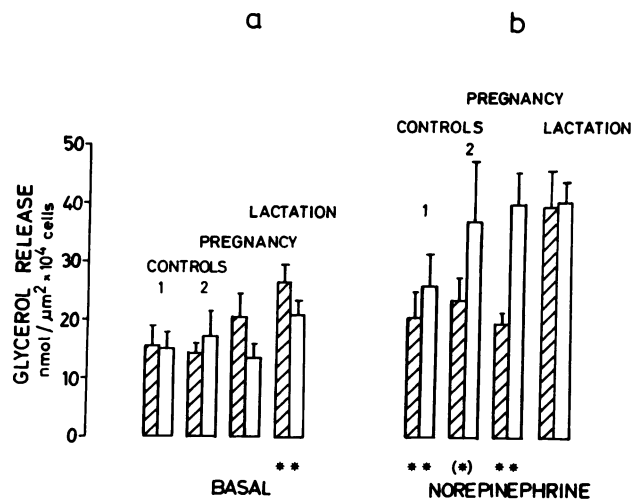 a b
PREGNANCY
CONTROLS LACTATION
2
1
LACTATION
PREGNANCY
CONTROLS
1 2
GLYCEROL RELEASE
nmol / μm² × 10⁴ cells
50
40
30
20
10
0
** ** (*) **
BASAL NOREPINEPHRINE